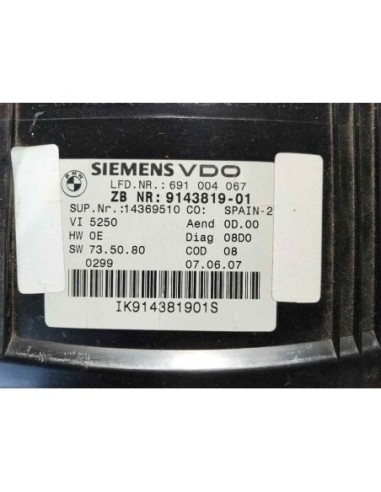 BMW
SIEMENS VDO
LFD.NR.: 691 004 067
ZB NR: 9143819-01
SUP.Nr.:14369510 CO: SPAIN-2
VI 5250 Aend 0D.00
HW 0E Diag 08D0
SW 73.50.80 COD 08
0299 07.06.07
IK914381901S